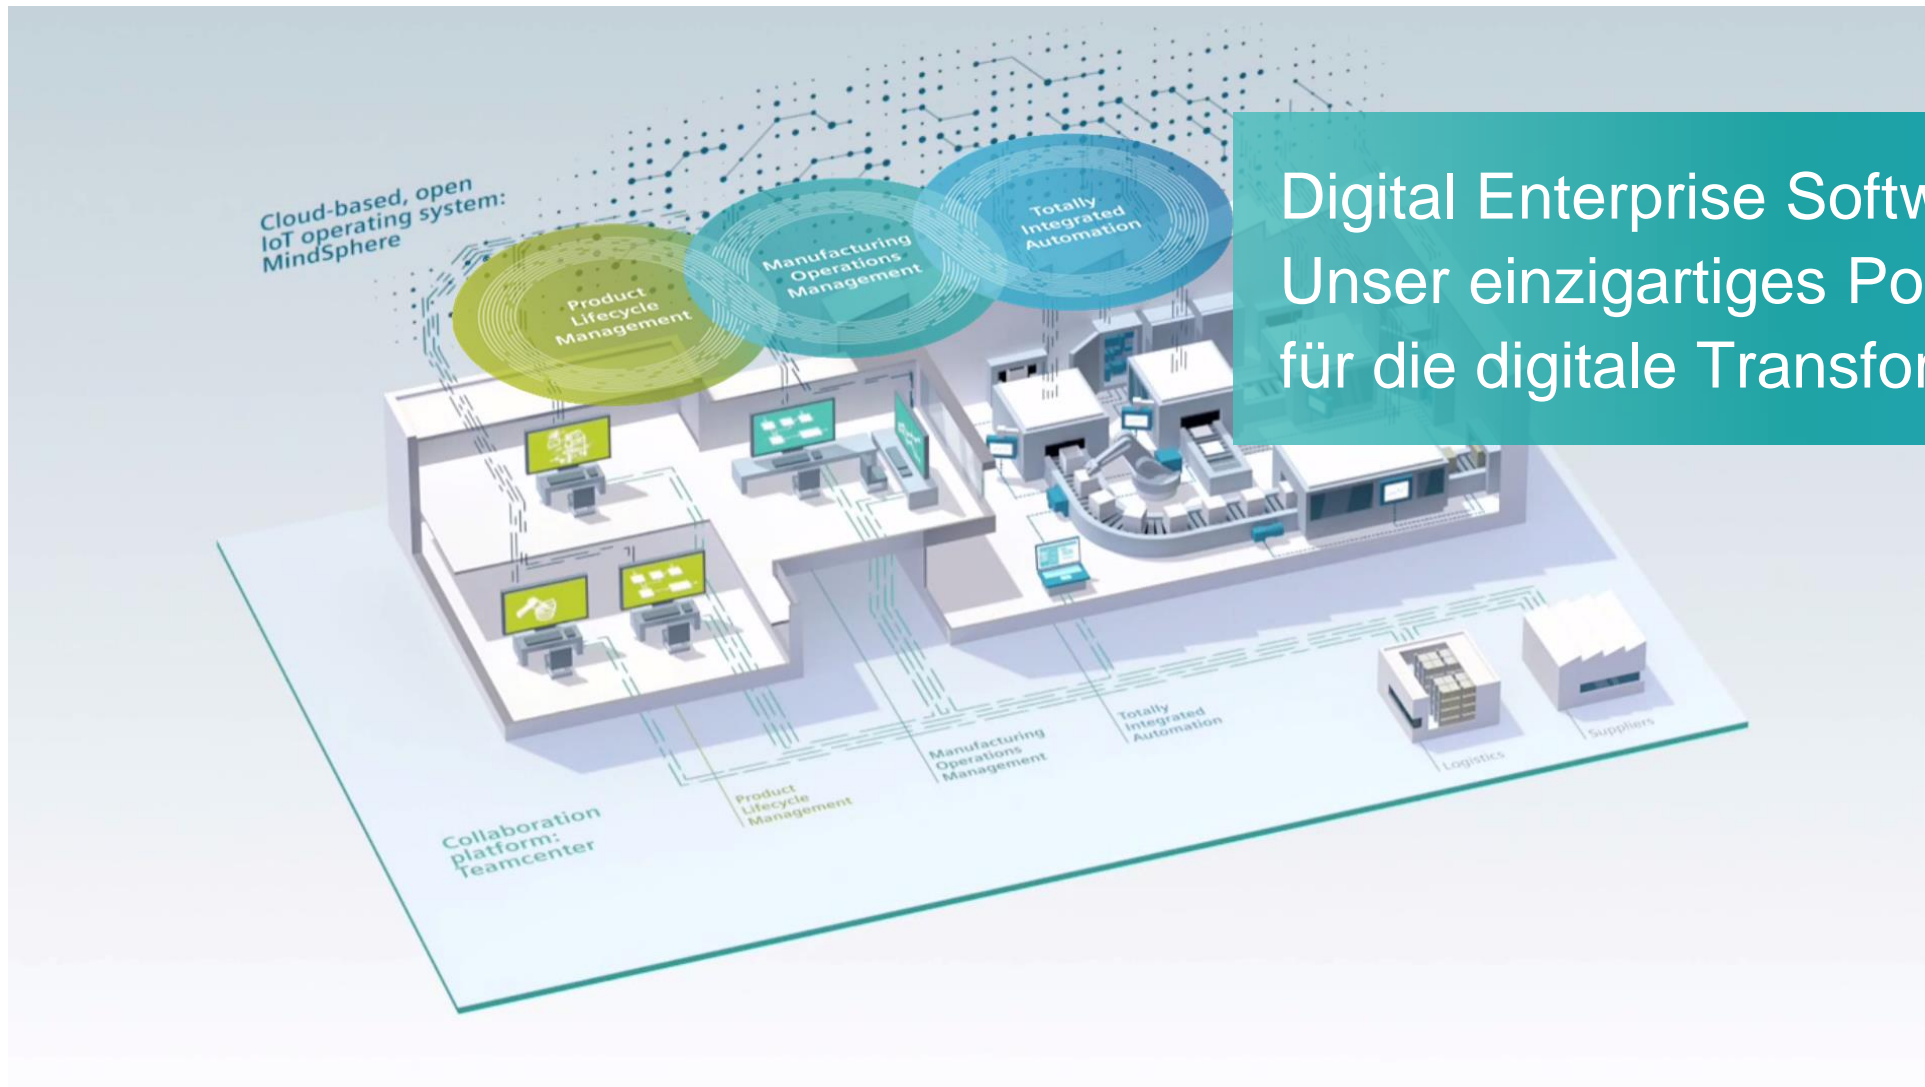 Digital Enterprise Softw
Unser einzigartiges Po
für die digitale Transfor
Cloud-based, open
IoT operating system:
MindSphere
Product
Lifecycle
Management
Manufacturing
Operations
Management
Totally
Integrated
Automation
Collaboration
platform:
Teamcenter
Product
Lifecycle
Management
Manufacturing
Operations
Management
Totally
Integrated
Automation
Logistics
Suppliers